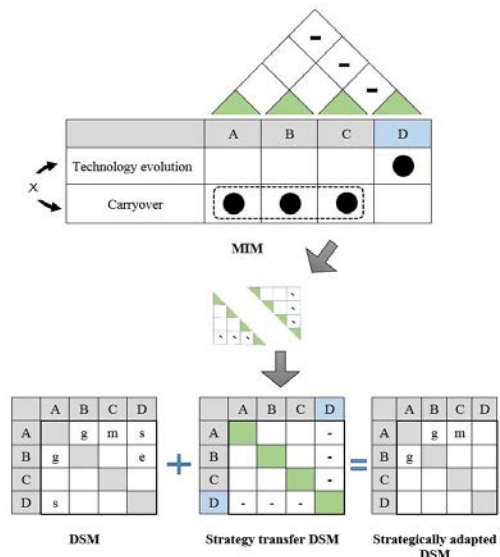 -
-
-
A B C D
Technology evolution
X
Carryover
MIM
A B C D A B C D A B C D
A g m s + A - = A g m
B g e B - B g
C C - C
D s D - - - D
DSM Strategy transfer DSM Strategically adapted
DSM